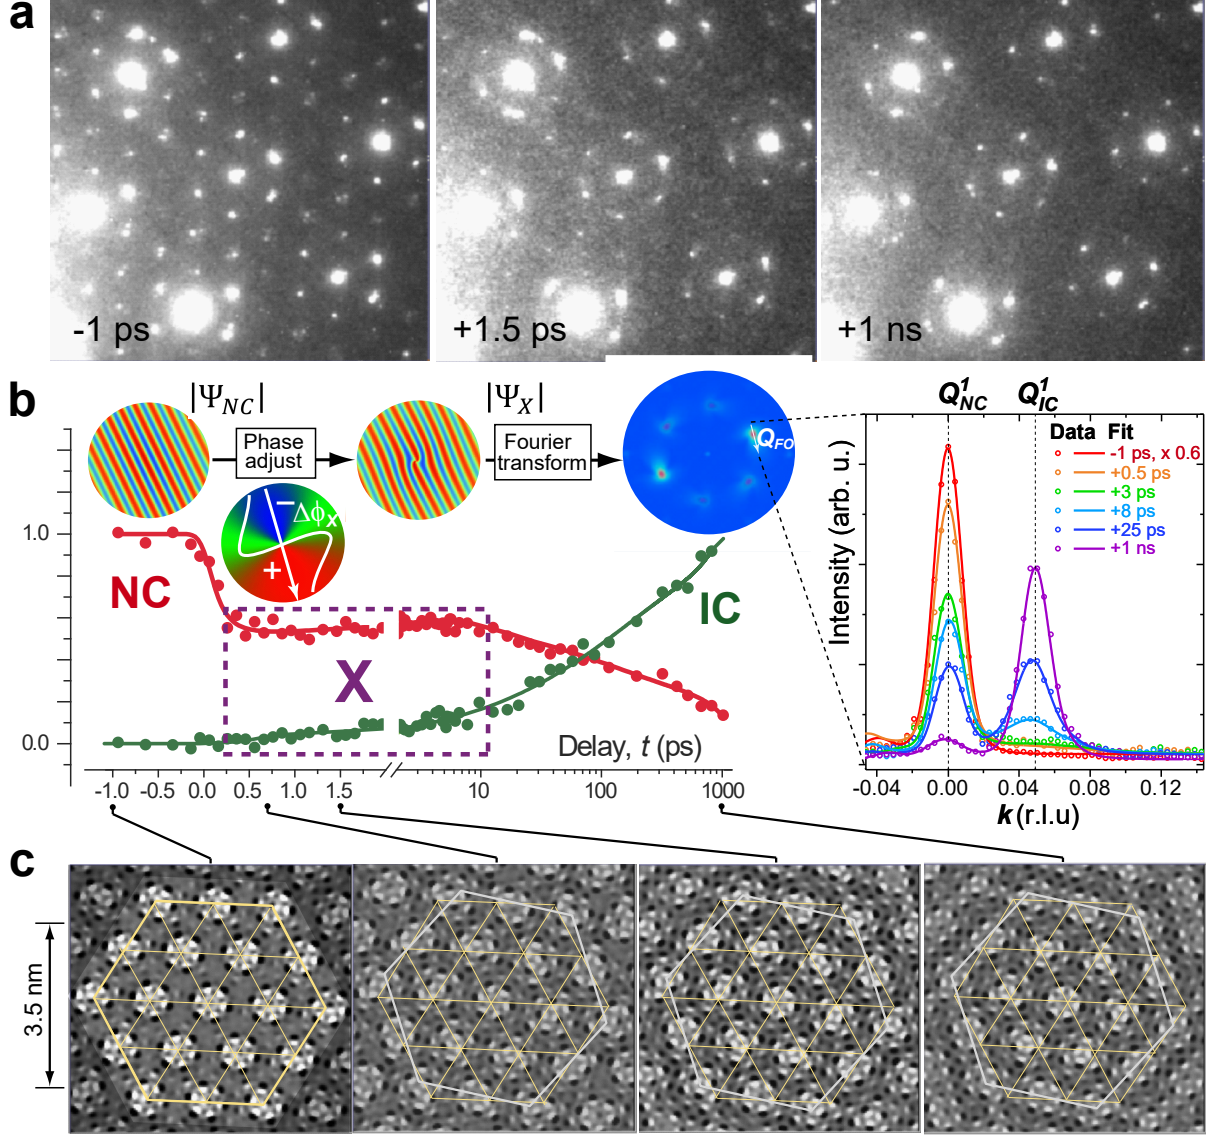 a
-1 ps
+1.5 ps
+1 ns
b
|Ψ_NC|
Phase adjust
|Ψ_X|
Fourier transform
Q_FO
− Δϕ_x
+
1.0
0.0
NC
X
IC
Delay, t (ps)
-1.0 -0.5 0.0 0.5 1.0 1.5 10 100 1000
Q¹_NC Q¹_IC
Data Fit
-1 ps, x 0.6
+0.5 ps
+3 ps
+8 ps
+25 ps
+1 ns
Intensity (arb. u.)
-0.04 0.00 0.04 0.08 0.12
k (r.l.u)
c
3.5 nm